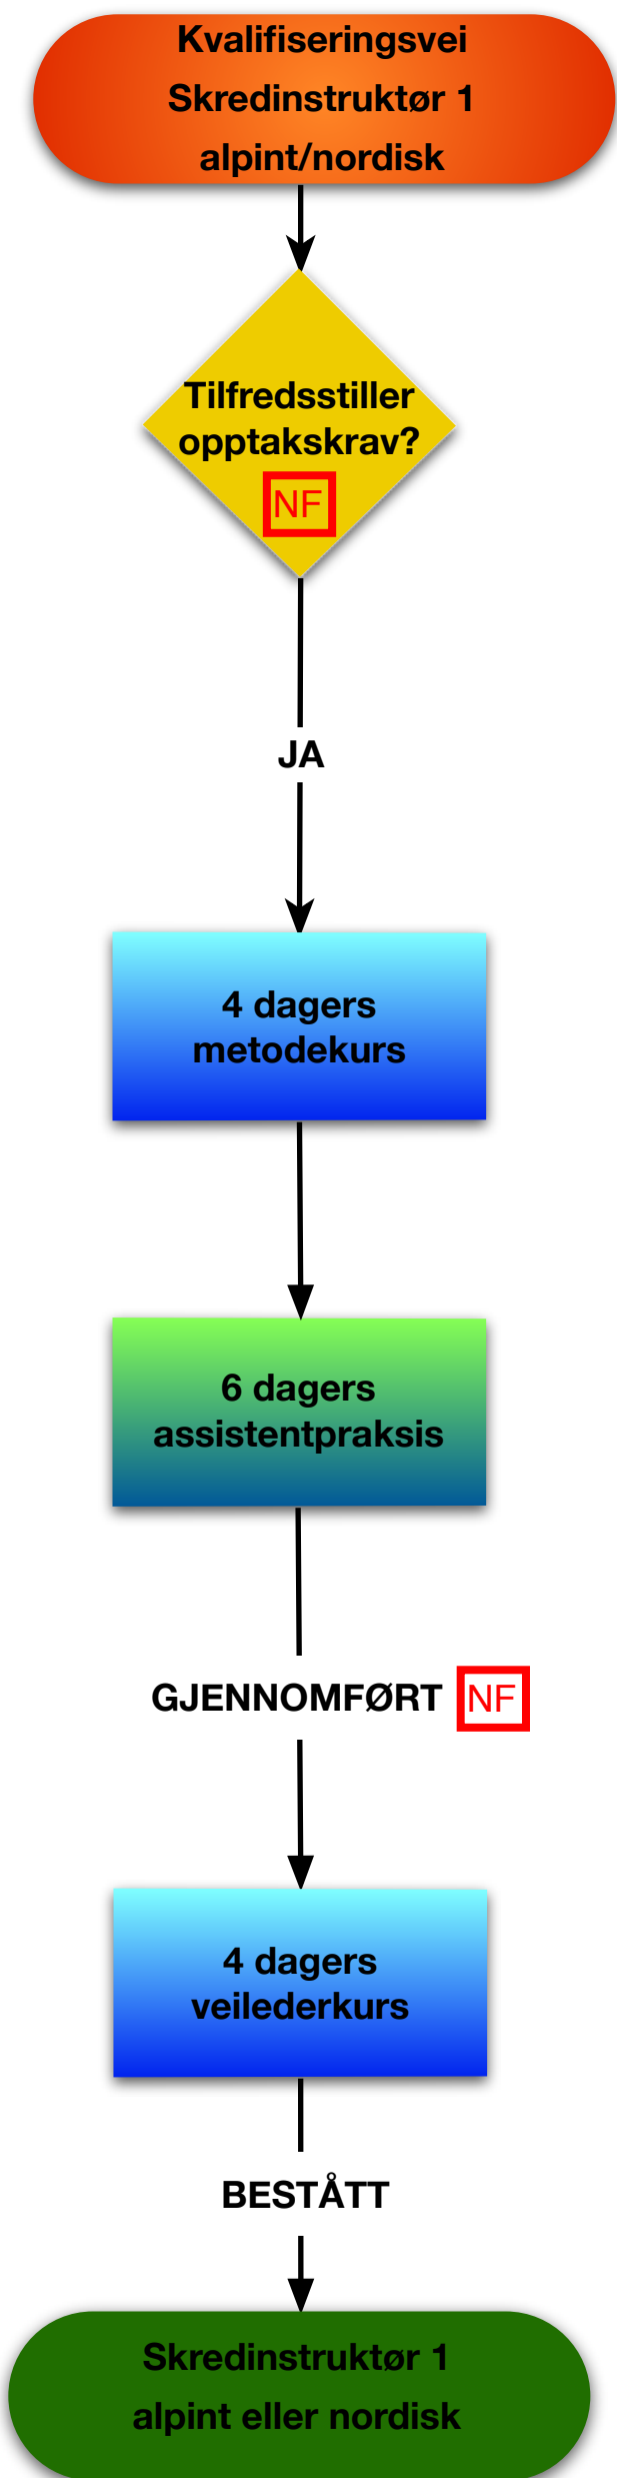 Kvalifiseringsvei
Skredinstruktør 1
alpint/nordisk
Tilfredsstiller
opptakskrav?
NF
JA
4 dagers
metodekurs
6 dagers
assistentpraksis
GJENNOMFØRT NF
4 dagers
veilederkurs
BESTÅTT
Skredinstruktør 1
alpint eller nordisk